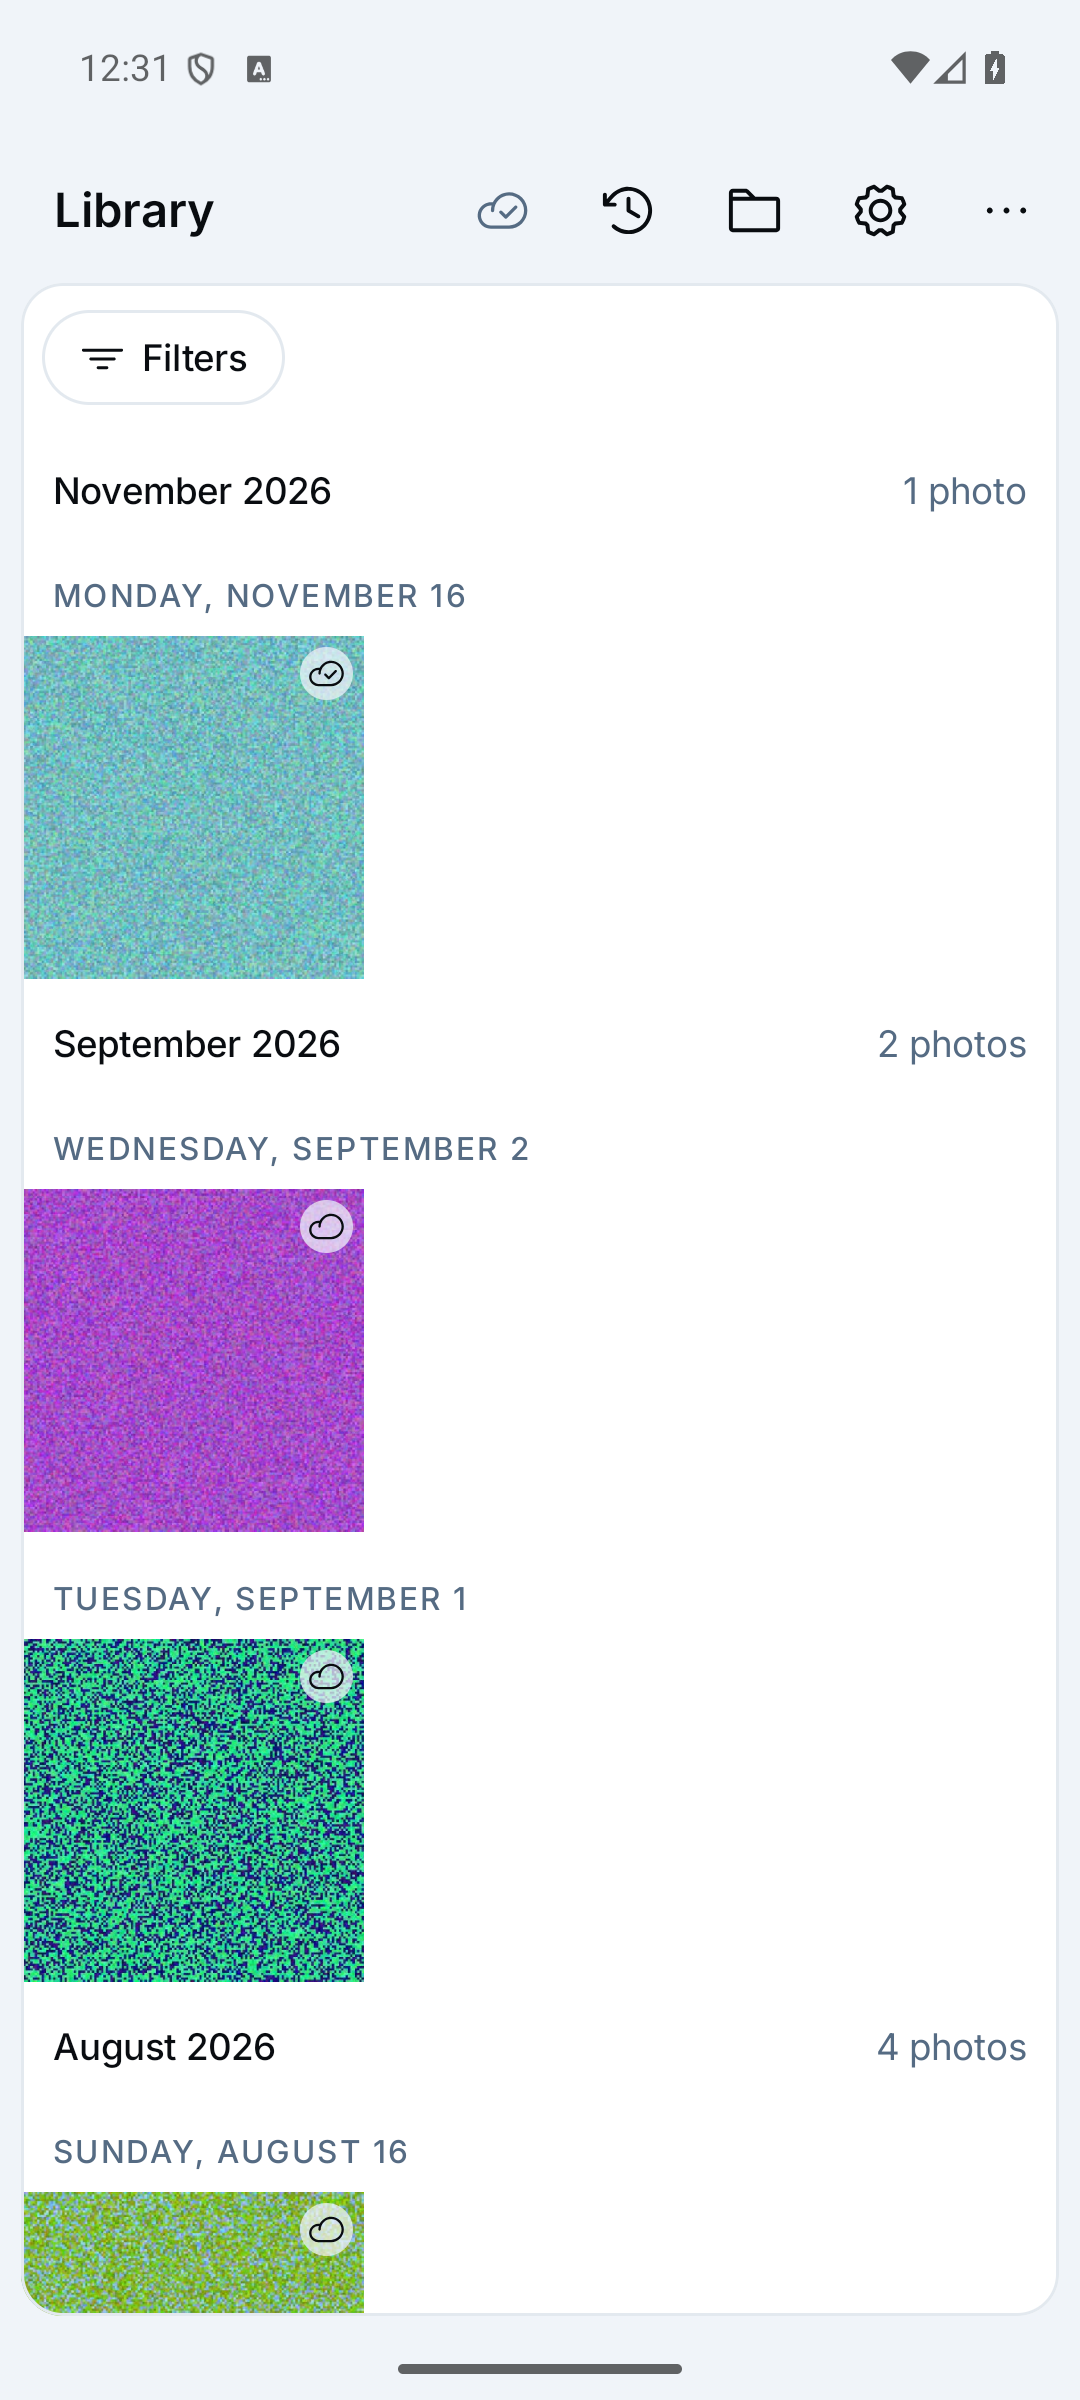 12:31
Library
Filters
November 2026
1 photo
MONDAY, NOVEMBER 16
September 2026
2 photos
WEDNESDAY, SEPTEMBER 2
TUESDAY, SEPTEMBER 1
August 2026
4 photos
SUNDAY, AUGUST 16